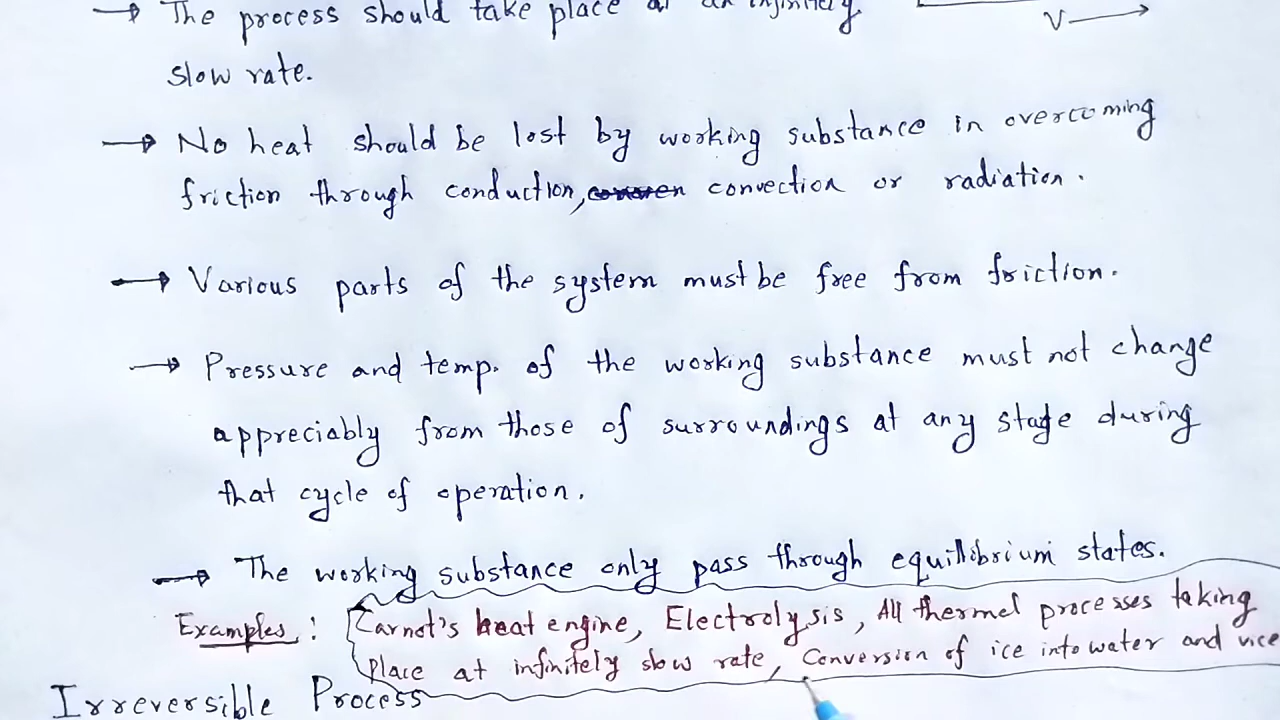 → The process should take place at an infinitely
V →
slow rate.
→ No heat should be lost by working substance in overcoming
friction through conduction, convection or radiation.
→ Various parts of the system must be free from friction.
→ Pressure and temp. of the working substance must not change
appreciably from those of surroundings at any stage during
that cycle of operation.
→ The working substance only pass through equilibrium states.
Examples : Carnot's heat engine, Electrolysis, All thermal processes taking
place at infinitely slow rate, Conversion of ice into water and vice
Irreversible Process